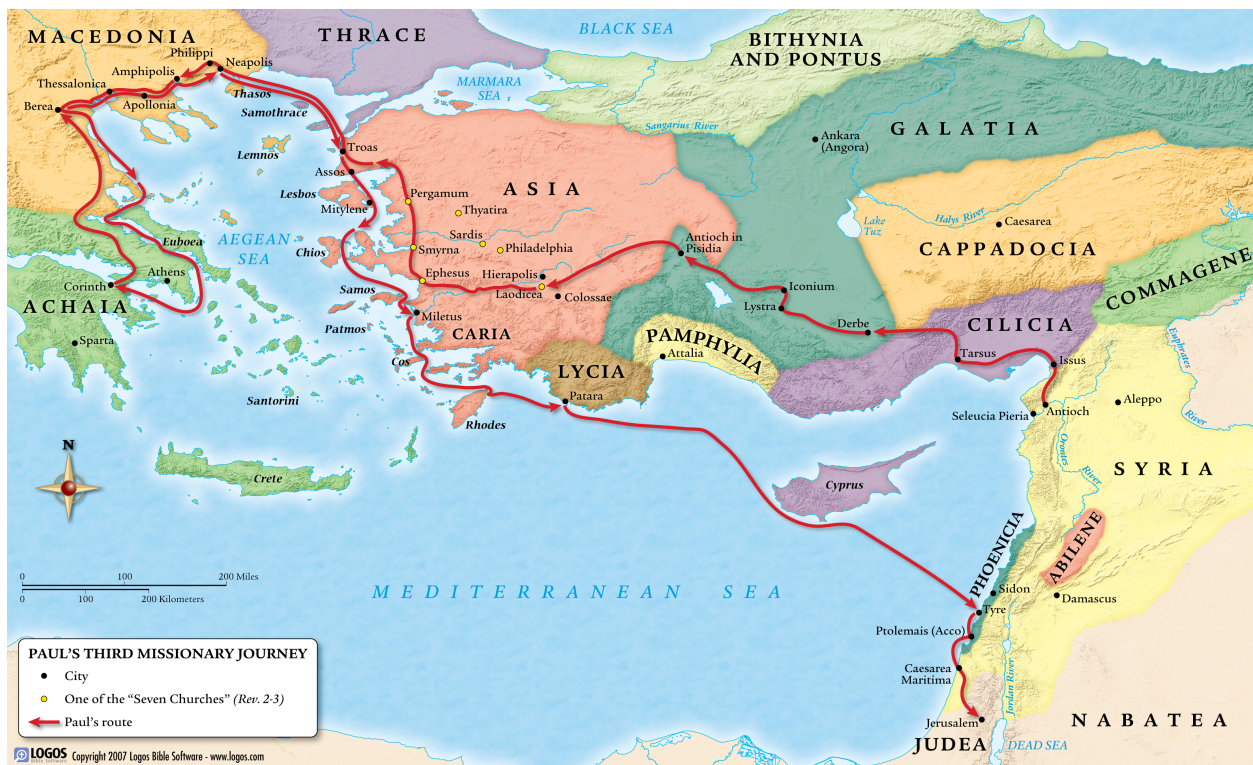 BLACK SEA
MACEDONIA
THRACE
BITHYNIA
AND PONTUS
Philippi
Neapolis
Amphipolis
Thessalonica
MARMARA
SEA
Berea
Apollonia
Thasos
Samothrace
Sangarius River
GALATIA
Ankara
(Angora)
Troas
Lemnos
Assos
ASIA
Lesbos
Pergamum
Mitylene
Thyatira
Lake
Tuz
Halys River
Caesarea
CAPPADOCIA
AEGEAN
SEA
Euboea
Chios
Sardis
Smyrna
Philadelphia
Antioch in
Pisidia
COMMAGENE
Athens
Ephesus
Hierapolis
Corinth
Laodicea
Colossae
Iconium
ACHAIA
Samos
Lystra
Miletus
Derbe
CILICIA
Patmos
CARIA
PAMPHYLIA
Sparta
Attalia
Tarsus
Issus
Euphrates
River
Cos
LYCIA
Santorini
Patara
Aleppo
Seleucia Pieria
Antioch
Rhodes
Orontes
River
N
SYRIA
Crete
Cyprus
PHOENICIA
ABILENE
0 100 200 Miles
0 100 200 Kilometers
MEDITERRANEAN SEA
Sidon
Damascus
Tyre
Ptolemais (Acco)
PAUL'S THIRD MISSIONARY JOURNEY
City
One of the “Seven Churches” (Rev. 2-3)
Paul's route
Caesarea
Maritima
Jordan River
Jerusalem
NABATEA
JUDEA
DEAD SEA
LOGOS
Bible Software
Copyright 2007 Logos Bible Software - www.logos.com